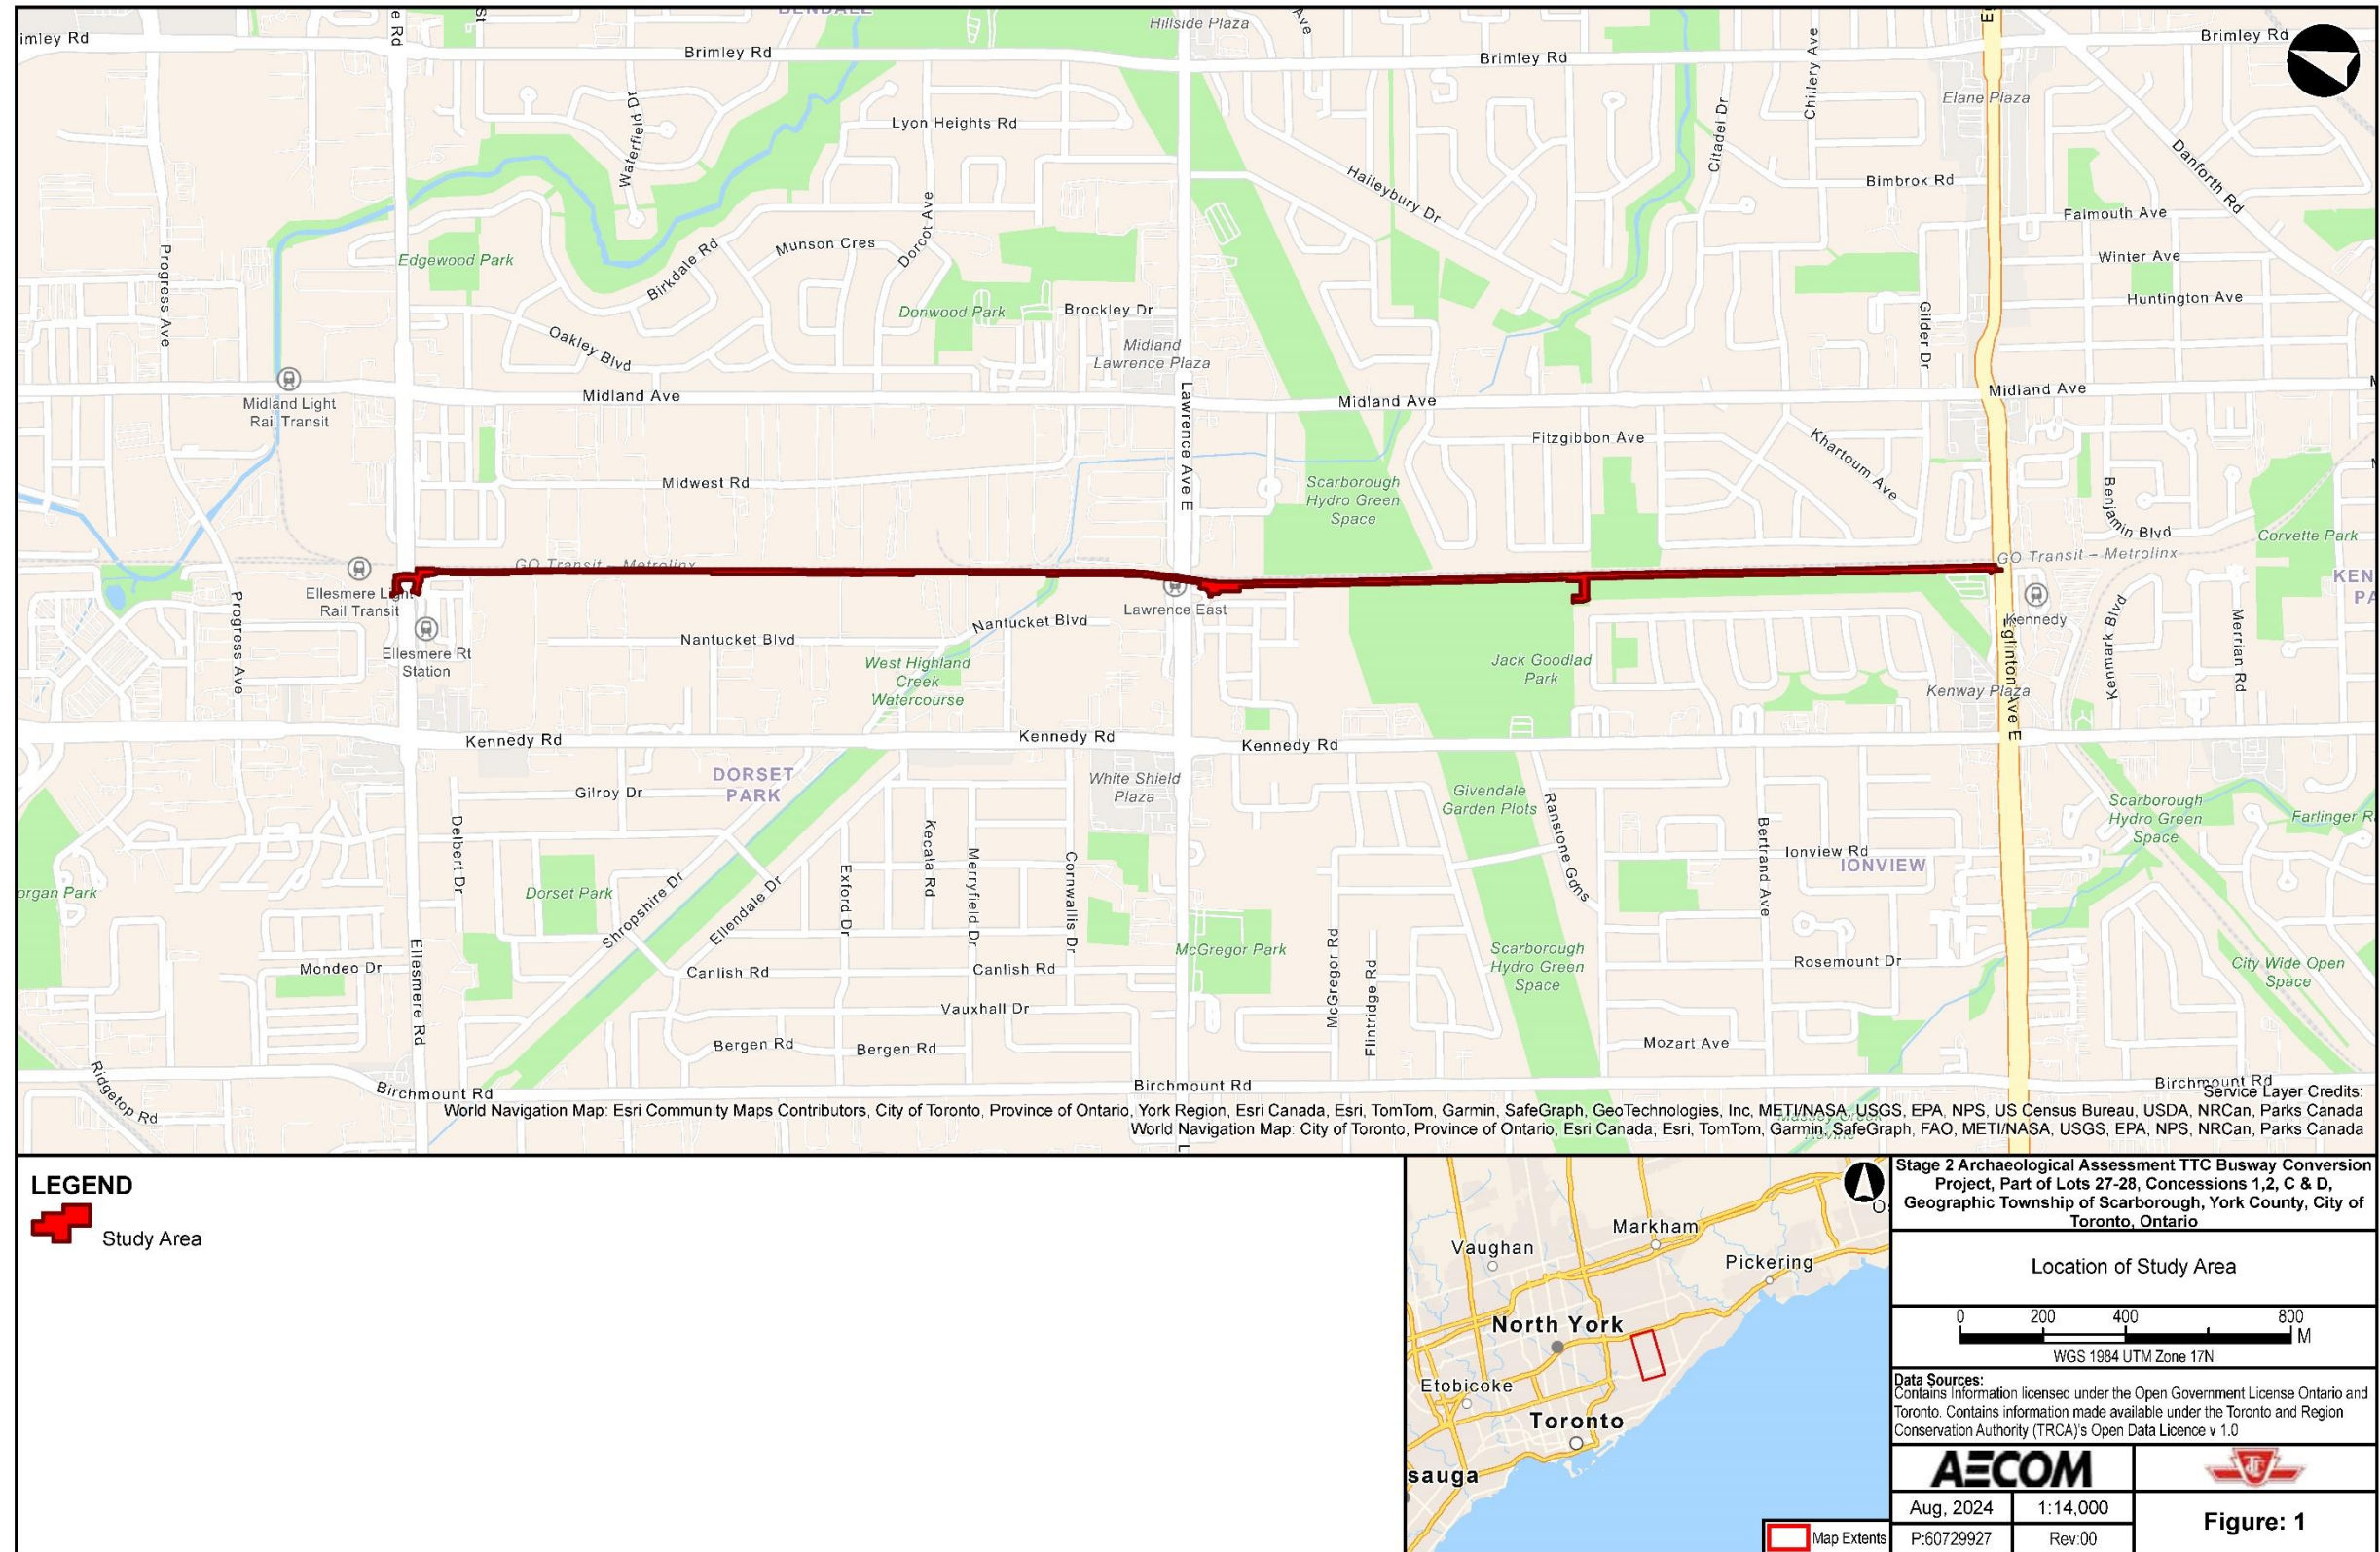 BENDALE
Hillside Plaza
Ave
St
e Rd
imley Rd
Brimley Rd
Brimley Rd
Brimley Rd
Chillery Ave
Elane Plaza
Waterfield Dr
Lyon Heights Rd
Citadel Dr
Danforth Rd
Haileybury Dr
Bimbrok Rd
Falmouth Ave
Progress Ave
Edgewood Park
Birkdale Rd
Munson Cres
Dorcot Ave
Winter Ave
Huntington Ave
Donwood Park
Brockley Dr
Gilder Dr
Oakley Blvd
Midland
Lawrence Plaza
Midland Ave
Midland Ave
Midland Ave
Midland Light
Rail Transit
Lawrence Ave E
Fitzgibbon Ave
Khartoum Ave
Midwest Rd
Scarborough
Hydro Green
Space
Benjamin Blvd
Corvette Park
GO Transit – Metrolinx
GO Transit – Metrolinx
Ellesmere Light
Rail Transit
Progress Ave
Lawrence East
Kennedy
KEN
PA
Nantucket Blvd
Nantucket Blvd
Ellesmere Rt
Station
West Highland
Creek
Watercourse
Jack Goodlad
Park
Eglinton Ave E
Kenmark Blvd
Merrian Rd
Kenway Plaza
Kennedy Rd
Kennedy Rd
Kennedy Rd
DORSET
PARK
White Shield
Plaza
Gilroy Dr
Givendale
Garden Plots
Ranstone Gdns
Scarborough
Hydro Green
Space
Farlinger R
Delbert Dr
Kecala Rd
Merryfield Dr
Cornwallis Dr
Bertrand Ave
Ionview Rd
IONVIEW
organ Park
Dorset Park
Shropshire Dr
Ellendale Dr
Exford Dr
McGregor Park
McGregor Rd
Flintridge Rd
Scarborough
Hydro Green
Space
Rosemount Dr
City Wide Open
Space
Mondeo Dr
Ellesmere Rd
Canlish Rd
Canlish Rd
Vauxhall Dr
Bergen Rd
Bergen Rd
Mozart Ave
Ridgetop Rd
Birchmount Rd
Birchmount Rd
Birchmount Rd
Service Layer Credits:
World Navigation Map: Esri Community Maps Contributors, City of Toronto, Province of Ontario, York Region, Esri Canada, Esri, TomTom, Garmin, SafeGraph, GeoTechnologies, Inc, METI/NASA, USGS, EPA, NPS, US Census Bureau, USDA, NRCan, Parks Canada
World Navigation Map: City of Toronto, Province of Ontario, Esri Canada, Esri, TomTom, Garmin, SafeGraph, FAO, METI/NASA, USGS, EPA, NPS, NRCan, Parks Canada
LEGEND
Study Area
Markham
Vaughan
Pickering
North York
Etobicoke
Toronto
sauga
Map Extents
Stage 2 Archaeological Assessment TTC Busway Conversion
Project, Part of Lots 27-28, Concessions 1,2, C & D,
Geographic Township of Scarborough, York County, City of
Toronto, Ontario
Location of Study Area
0 200 400 800
M
WGS 1984 UTM Zone 17N
Data Sources:
Contains Information licensed under the Open Government License Ontario and
Toronto. Contains information made available under the Toronto and Region
Conservation Authority (TRCA)'s Open Data Licence v 1.0
AECOM
TTC
Aug, 2024
1:14,000
P:60729927
Rev:00
Figure: 1